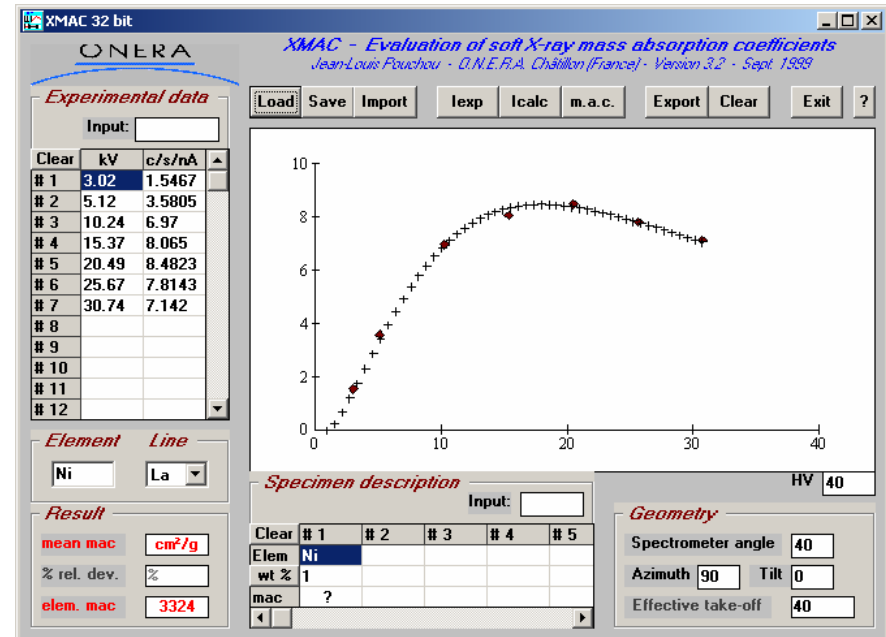 XMAC 32 bit
ONERA
XMAC - Evaluation of soft X-ray mass absorption coefficients
Jean-Louis Pouchou - O.N.E.R.A. Châtillon (France) - Version 3.2 - Sept. 1999
Experimental data
Input:
Load Save Import Iexp Icalc m.a.c. Export Clear Exit ?
Clear kV c/s/nA
# 1 3.02 1.5467
# 2 5.12 3.5805
# 3 10.24 6.97
# 4 15.37 8.065
# 5 20.49 8.4823
# 6 25.67 7.8143
# 7 30.74 7.142
# 8
# 9
# 10
# 11
# 12
10
8
6
4
2
0
0 10 20 30 40
HV 40
Element Line
Ni La
Result
mean mac cm²/g
% rel. dev. %
elem. mac 3324
Specimen description
Input:
Clear # 1 # 2 # 3 # 4 # 5
Elem Ni
wt % 1
mac ?
Geometry
Spectrometer angle 40
Azimuth 90 Tilt 0
Effective take-off 40